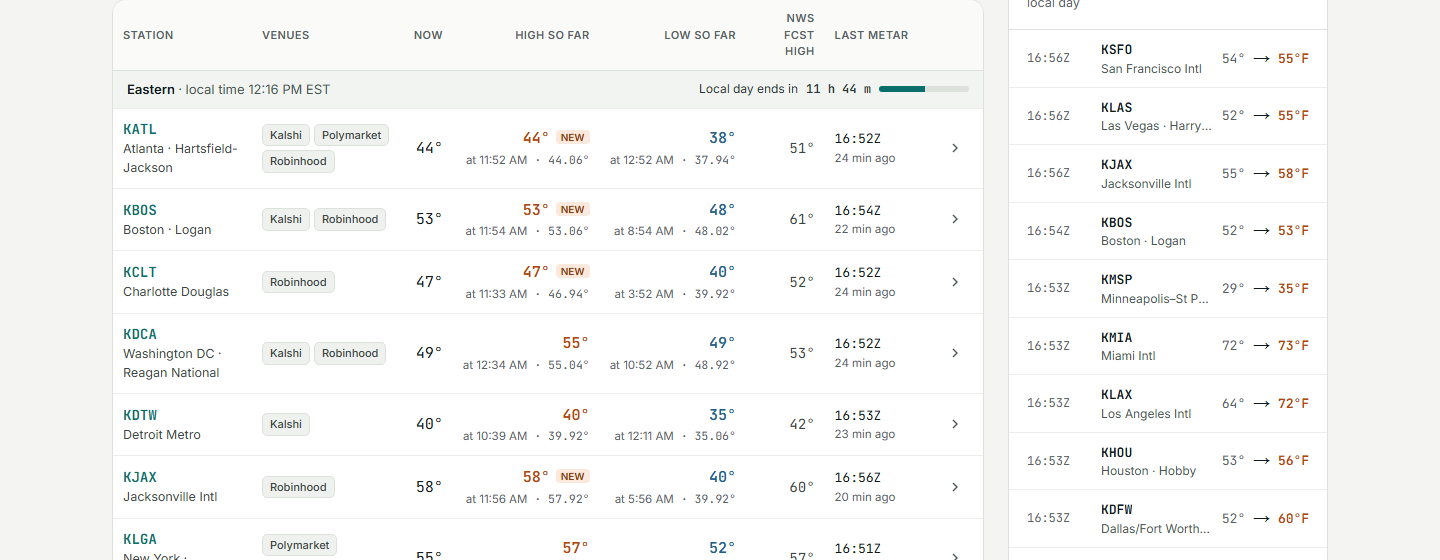 STATION VENUES NOW HIGH SO FAR LOW SO FAR NWS FCST HIGH LAST METAR
Eastern · local time 12:16 PM EST Local day ends in 11 h 44 m
KATL
Atlanta · Hartsfield-
Jackson
Kalshi Polymarket
Robinhood
44°
44° NEW
at 11:52 AM · 44.06°
38°
at 12:52 AM · 37.94°
51°
16:52Z
24 min ago
KBOS
Boston · Logan
Kalshi Robinhood
53°
53° NEW
at 11:54 AM · 53.06°
48°
at 8:54 AM · 48.02°
61°
16:54Z
22 min ago
KCLT
Charlotte Douglas
Robinhood
47°
47° NEW
at 11:33 AM · 46.94°
40°
at 3:52 AM · 39.92°
52°
16:52Z
24 min ago
KDCA
Washington DC ·
Reagan National
Kalshi Robinhood
49°
55°
at 12:34 AM · 55.04°
49°
at 10:52 AM · 48.92°
53°
16:52Z
24 min ago
KDTW
Detroit Metro
Kalshi
40°
40°
at 10:39 AM · 39.92°
35°
at 12:11 AM · 35.06°
42°
16:53Z
23 min ago
KJAX
Jacksonville Intl
Robinhood
58°
58° NEW
at 11:56 AM · 57.92°
40°
at 5:56 AM · 39.92°
60°
16:56Z
20 min ago
KLGA
New York ·
Polymarket
55°
57°
52°
57°
16:51Z
local day
16:56Z KSFO 54° → 55°F
San Francisco Intl
16:56Z KLAS 52° → 55°F
Las Vegas · Harry...
16:56Z KJAX 55° → 58°F
Jacksonville Intl
16:54Z KBOS 52° → 53°F
Boston · Logan
16:53Z KMSP 29° → 35°F
Minneapolis–St P...
16:53Z KMIA 72° → 73°F
Miami Intl
16:53Z KLAX 64° → 72°F
Los Angeles Intl
16:53Z KHOU 53° → 56°F
Houston · Hobby
16:53Z KDFW 52° → 60°F
Dallas/Fort Worth...